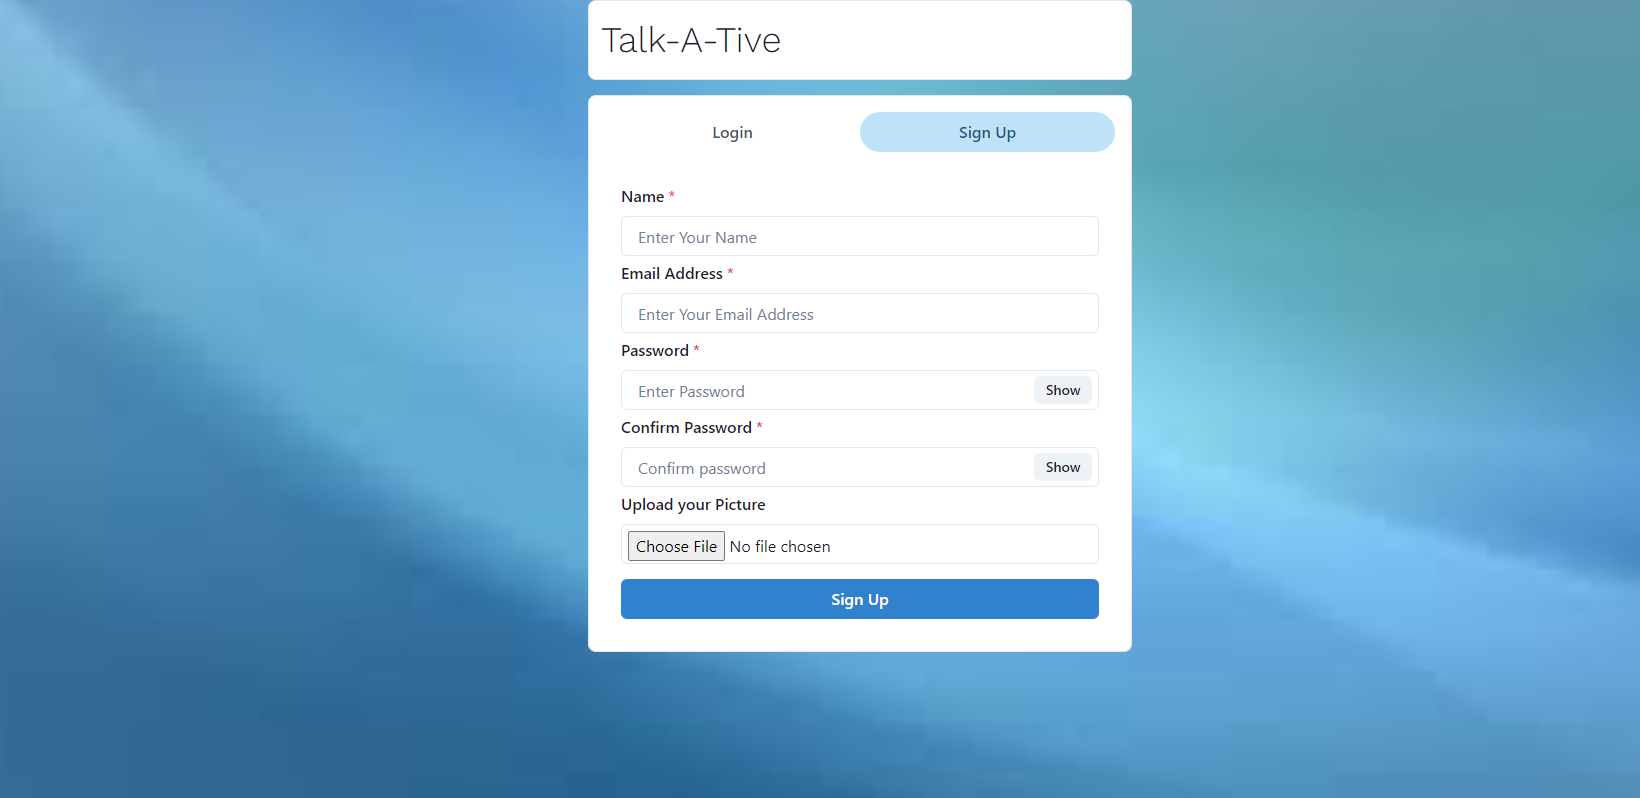 Talk-A-Tive
Login
Sign Up
Name *
Enter Your Name
Email Address *
Enter Your Email Address
Password *
Enter Password
Show
Confirm Password *
Confirm password
Show
Upload your Picture
Choose File No file chosen
Sign Up